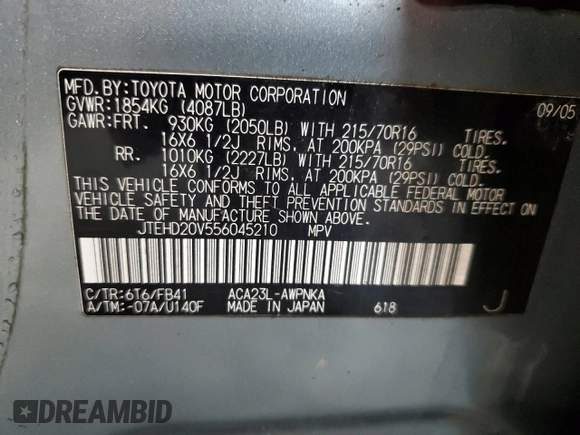 MFD.BY:TOYOTA MOTOR CORPORATION 09/05
GVWR:1854KG (4087LB)
GAWR:FRT. 930KG (2050LB) WITH 215/70R16 TIRES.
16X6 1/2J RIMS. AT 200KPA (29PSI) COLD.
RR. 1010KG (2227LB) WITH 215/70R16 TIRES.
16X6 1/2J RIMS. AT 200KPA (29PSI) COLD.
THIS VEHICLE CONFORMS TO ALL APPLICABLE FEDERAL MOTOR
VEHICLE SAFETY AND THEFT PREVENTION STANDARDS IN EFFECT ON
THE DATE OF MANUFACTURE SHOWN ABOVE.
JTEHD20V556045210 MPV
C/TR:6T6/FB41 ACA23L-AWPNKA
A/TM:-07A/U140F MADE IN JAPAN 618 J
DREAMBID